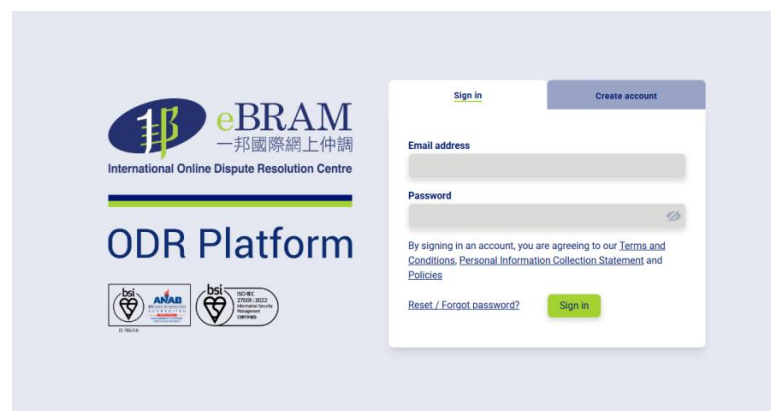 eBRAM
一邦國際網上仲調
International Online Dispute Resolution Centre
ODR Platform
bsi.
ANAB
ACCREDITED
bsi.
ISO/IEC
27001:2022
Information Security
Management
CERTIFIED
Sign in
Create account
Email address
Password
By signing in an account, you are agreeing to our Terms and
Conditions, Personal Information Collection Statement and
Policies
Reset / Forgot password?
Sign in